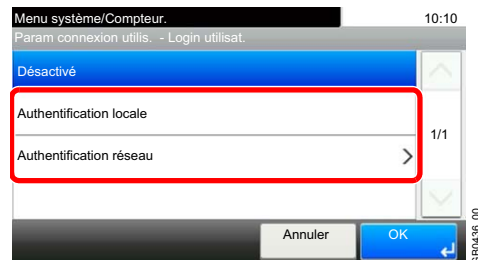 Menu système/Compteur. 10:10
Param connexion utilis. - Login utilisat.
Désactivé
Authentification locale
1/1
Authentification réseau
Annuler OK
GB0436_00